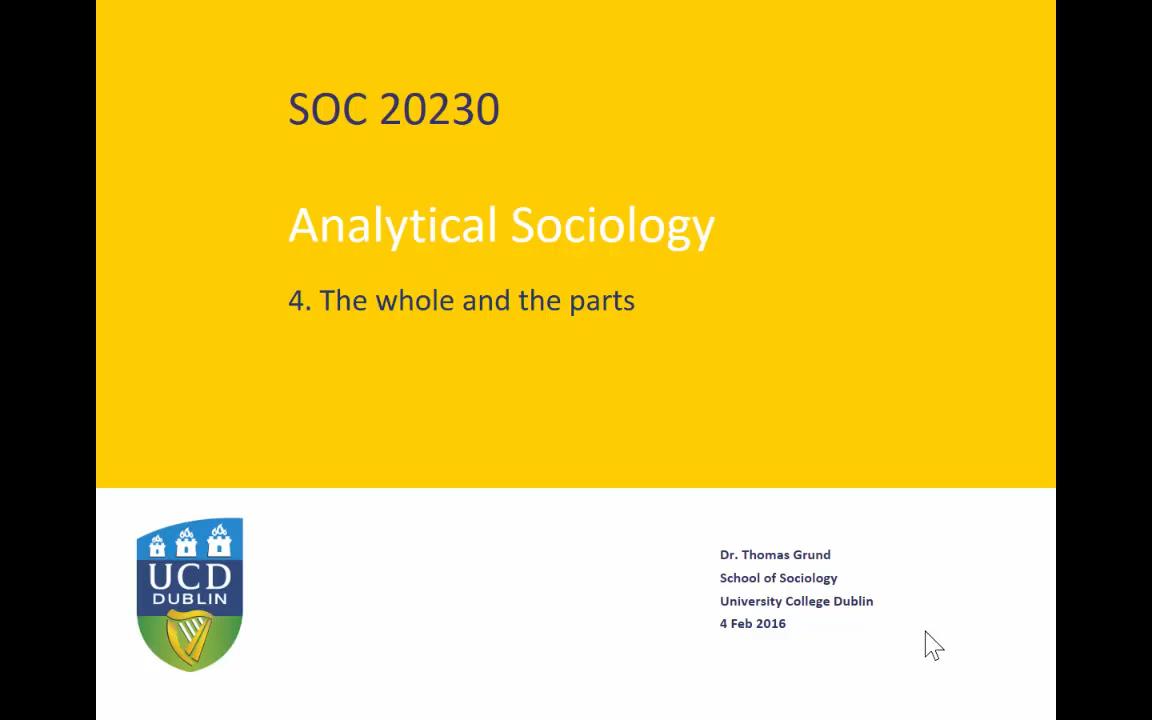 SOC 20230
Analytical Sociology
4. The whole and the parts
UCD
DUBLIN
Dr. Thomas Grund
School of Sociology
University College Dublin
4 Feb 2016